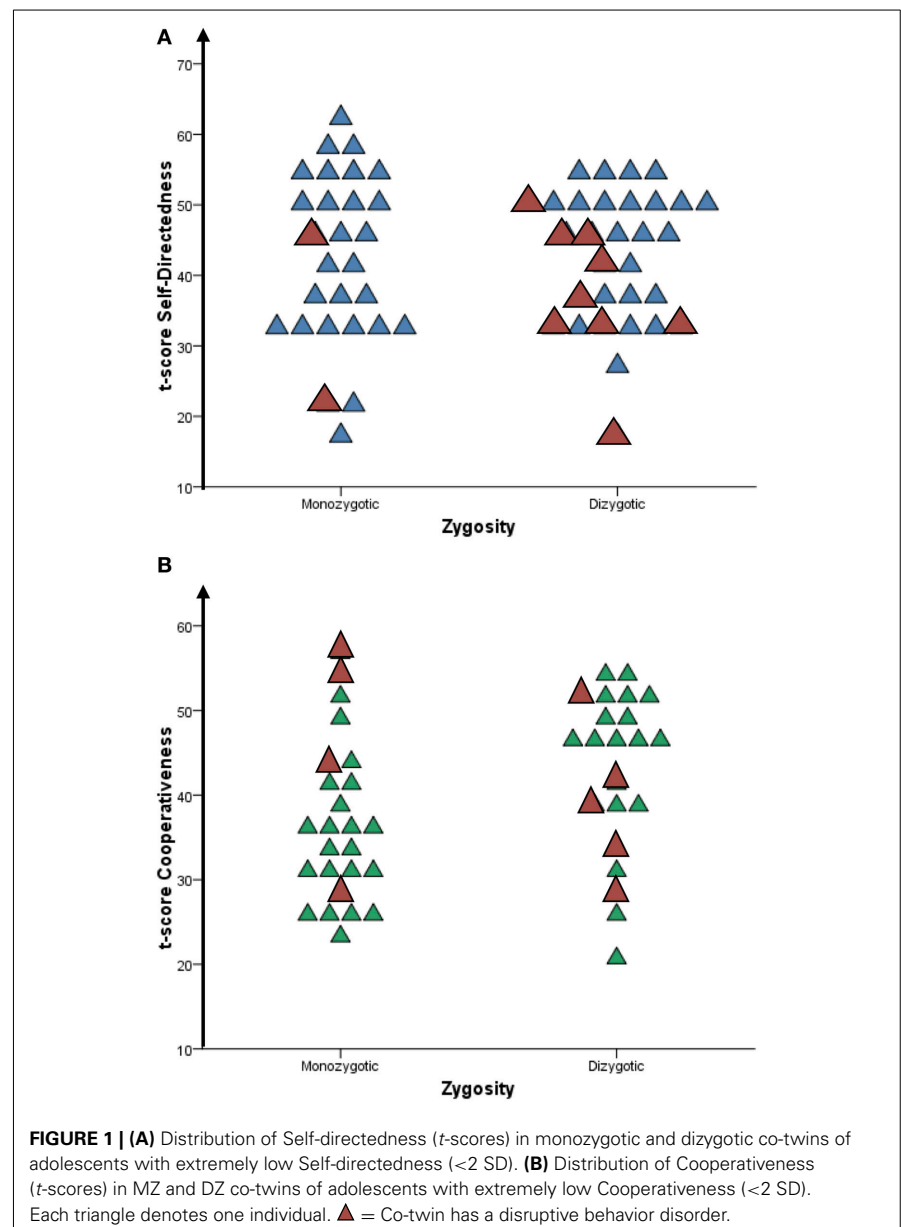 A
70
60
50
40
30
20
10
t-score Self-Directedness
Monozygotic
Dizygotic
Zygosity
B
60
50
40
30
20
10
t-score Cooperativeness
Monozygotic
Dizygotic
Zygosity
FIGURE 1 | (A) Distribution of Self-directedness (t-scores) in monozygotic and dizygotic co-twins of
adolescents with extremely low Self-directedness (<2 SD). (B) Distribution of Cooperativeness
(t-scores) in MZ and DZ co-twins of adolescents with extremely low Cooperativeness (<2 SD).
Each triangle denotes one individual. ▲ = Co-twin has a disruptive behavior disorder.